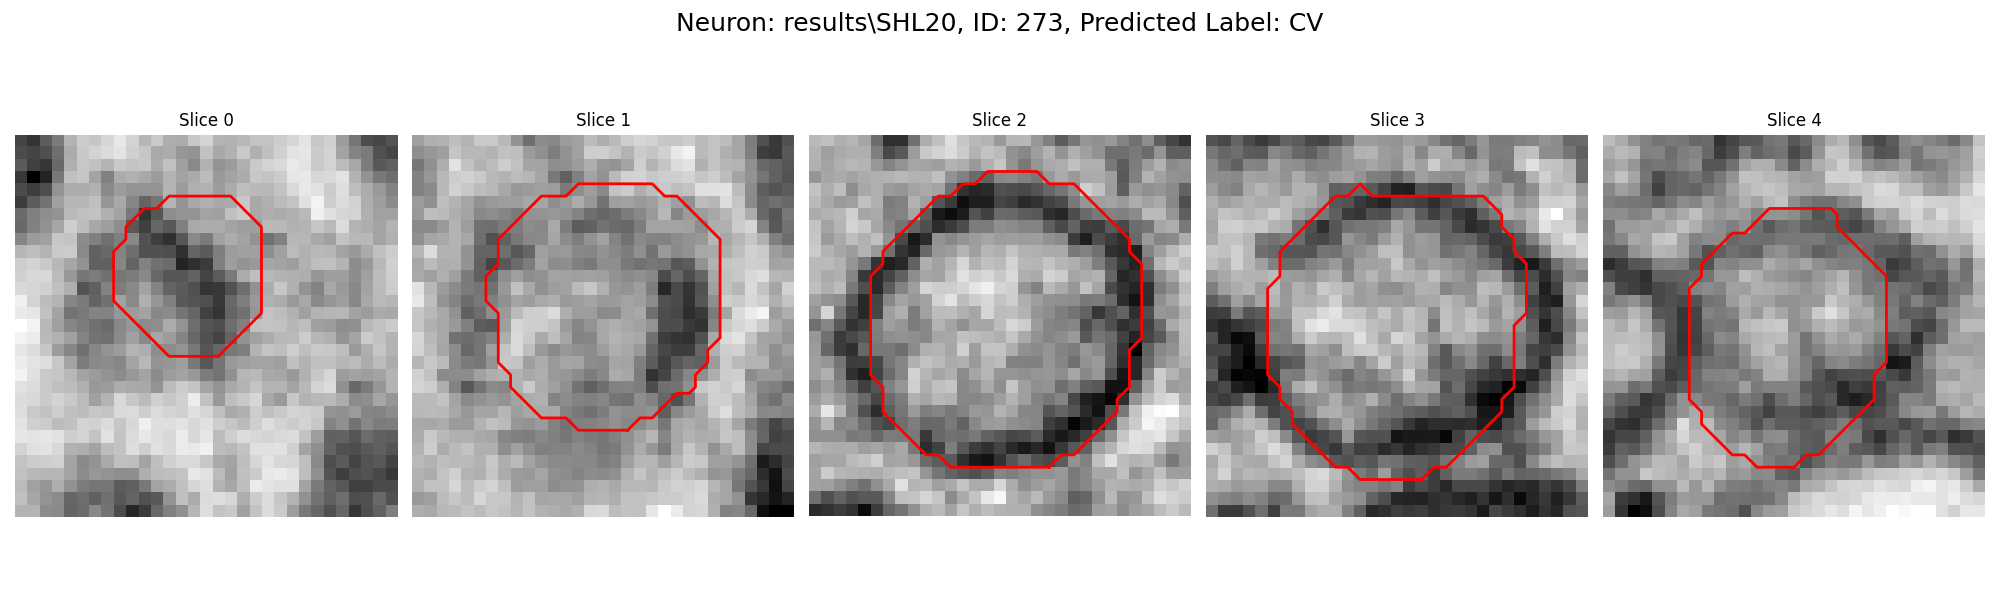 Neuron: results\SHL20, ID: 273, Predicted Label: CV
Slice 0
Slice 1
Slice 2
Slice 3
Slice 4